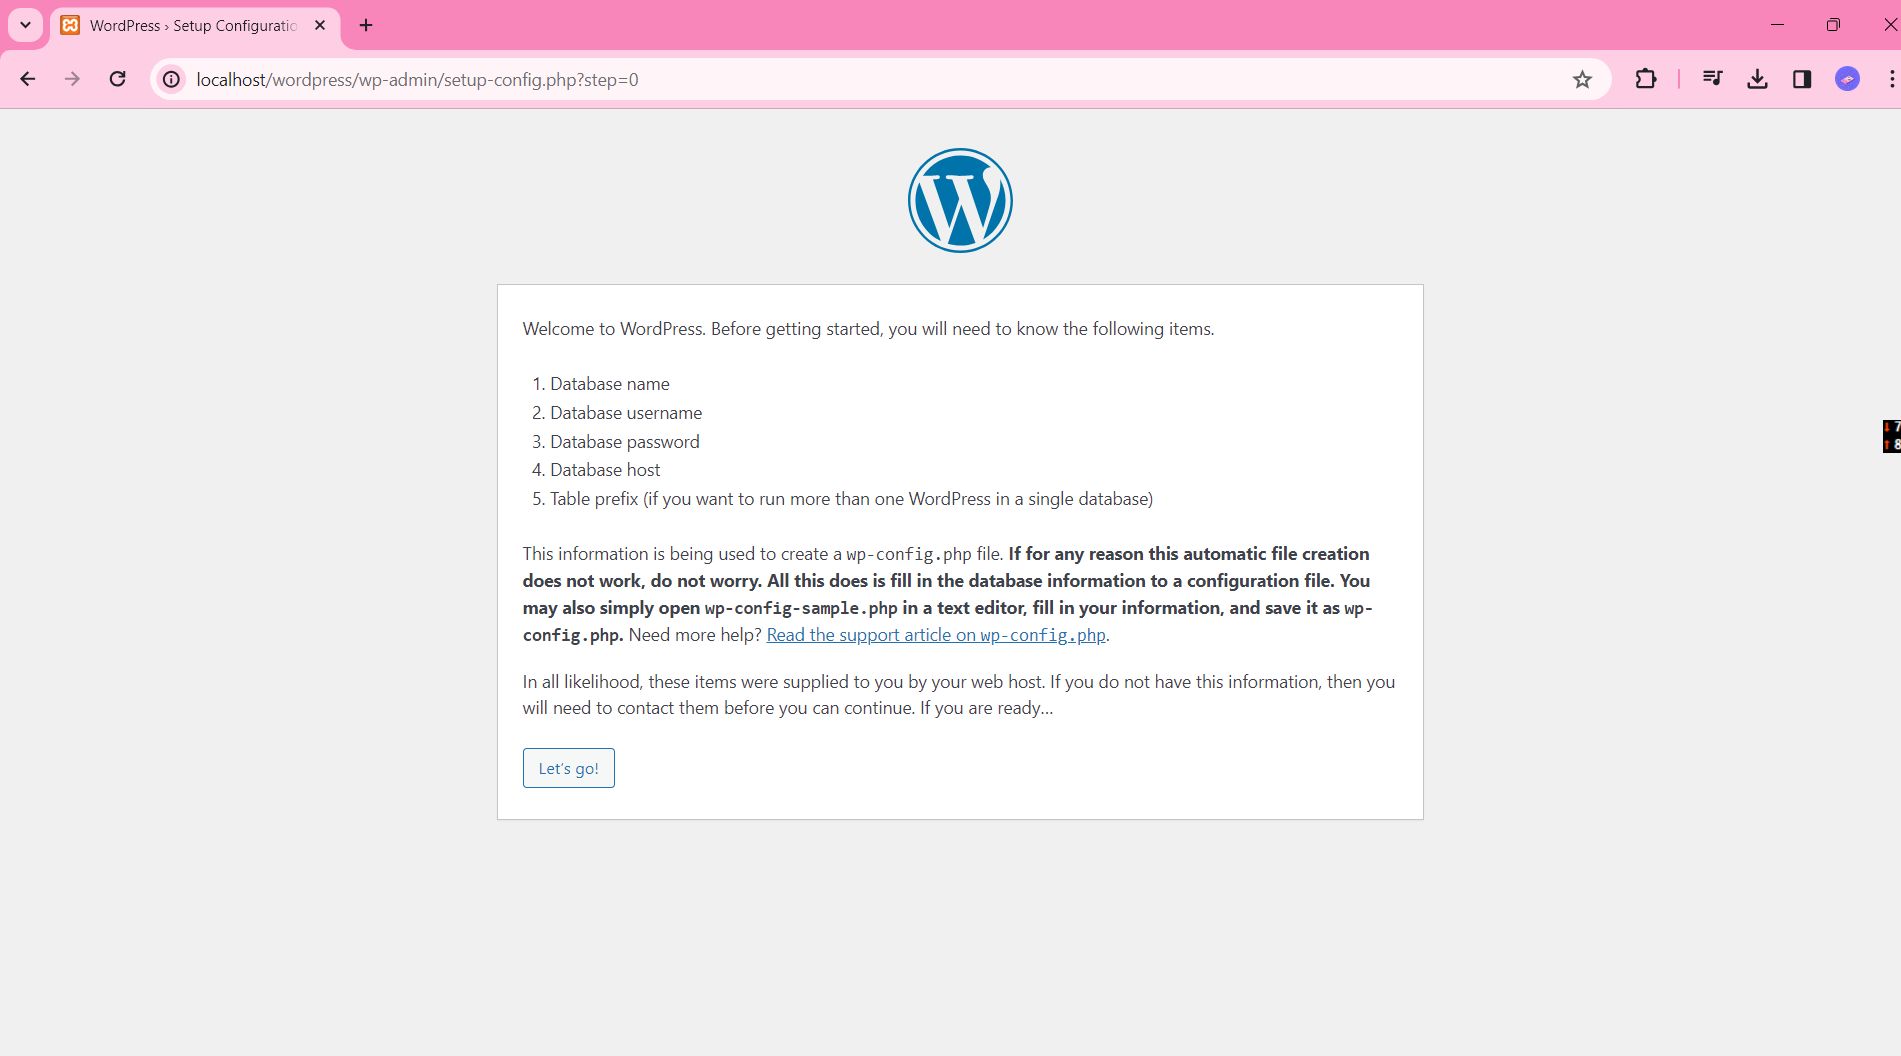 WordPress › Setup Configuratio
localhost/wordpress/wp-admin/setup-config.php?step=0
Welcome to WordPress. Before getting started, you will need to know the following items.
1. Database name
2. Database username
3. Database password
4. Database host
5. Table prefix (if you want to run more than one WordPress in a single database)
This information is being used to create a wp-config.php file. If for any reason this automatic file creation
does not work, do not worry. All this does is fill in the database information to a configuration file. You
may also simply open wp-config-sample.php in a text editor, fill in your information, and save it as wp-
config.php. Need more help? Read the support article on wp-config.php.
In all likelihood, these items were supplied to you by your web host. If you do not have this information, then you
will need to contact them before you can continue. If you are ready…
Let's go!
↓ 7
↑ 8